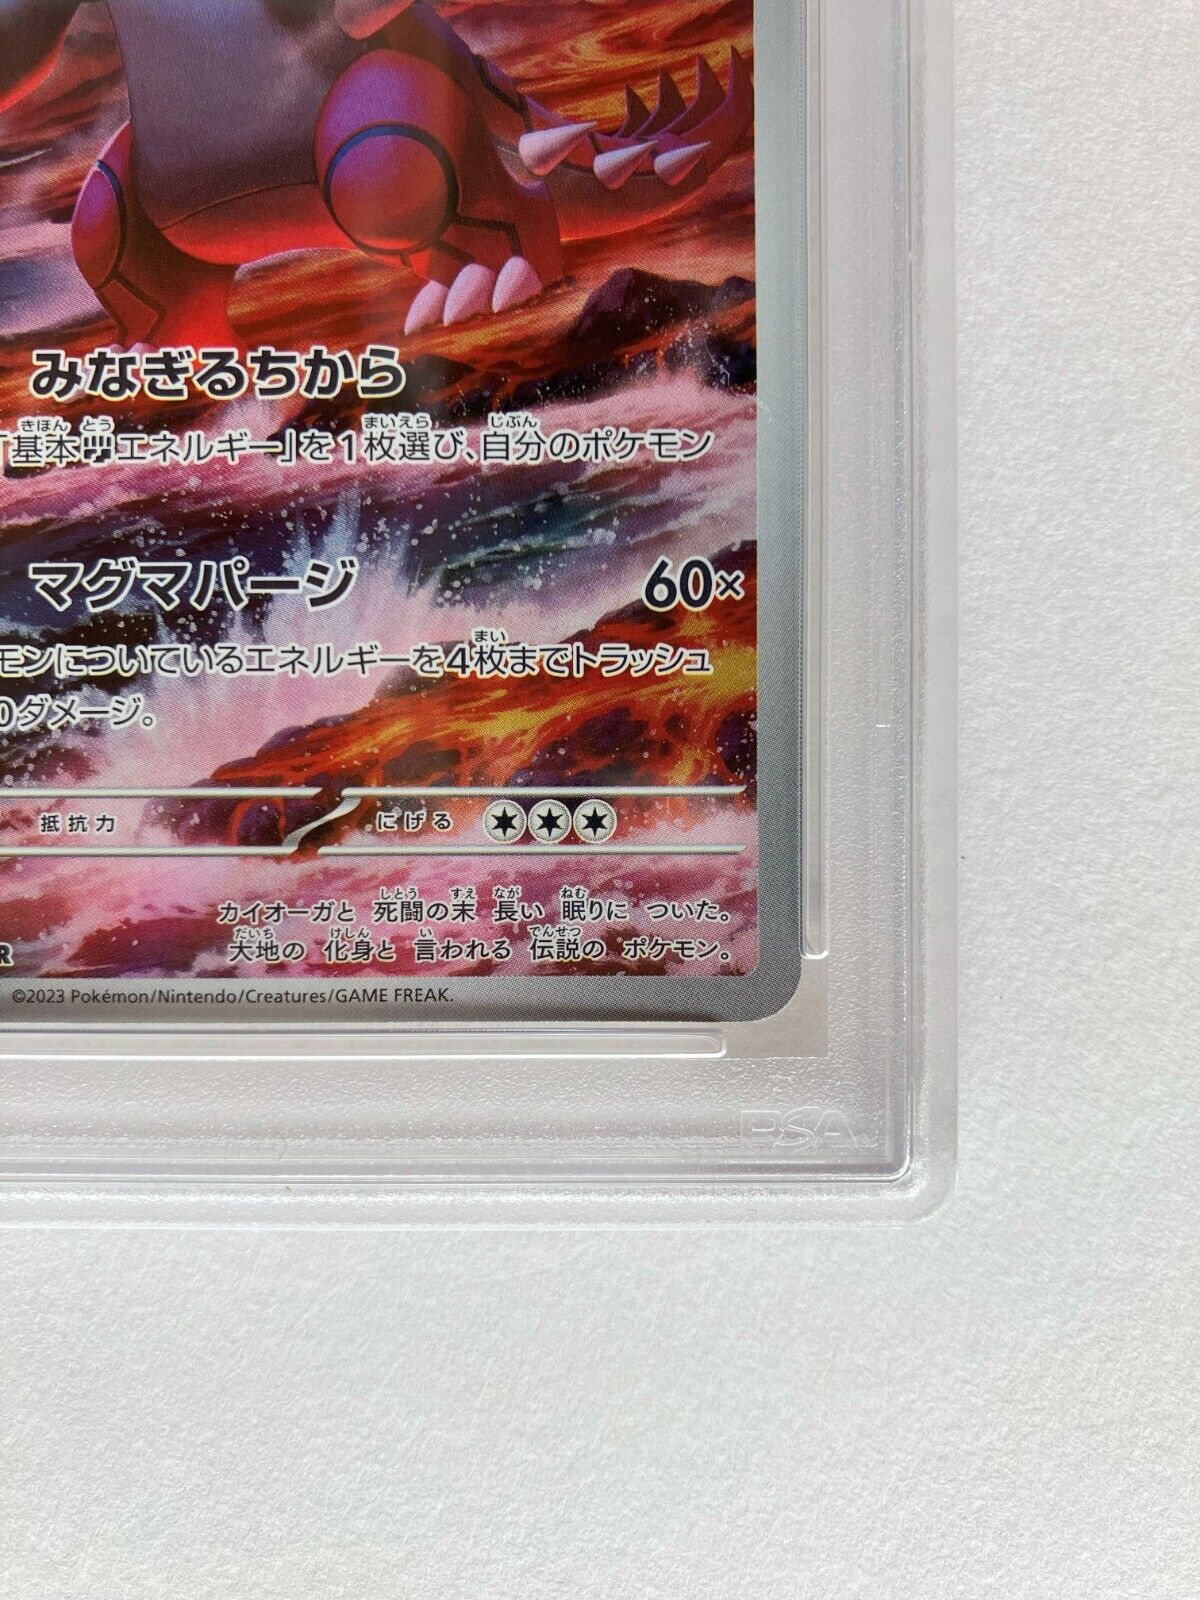 みなぎるちから
「基本エネルギー」を1枚選び、自分のポケモン
マグマパージ 60×
モンについているエネルギーを4枚までトラッシュ
0ダメージ。
抵抗力 にげる
カイオーガと 死闘の末 長い 眠りに ついた。
大地の 化身と 言われる 伝説の ポケモン。
R
©2023 Pokémon/Nintendo/Creatures/GAME FREAK.
PSA